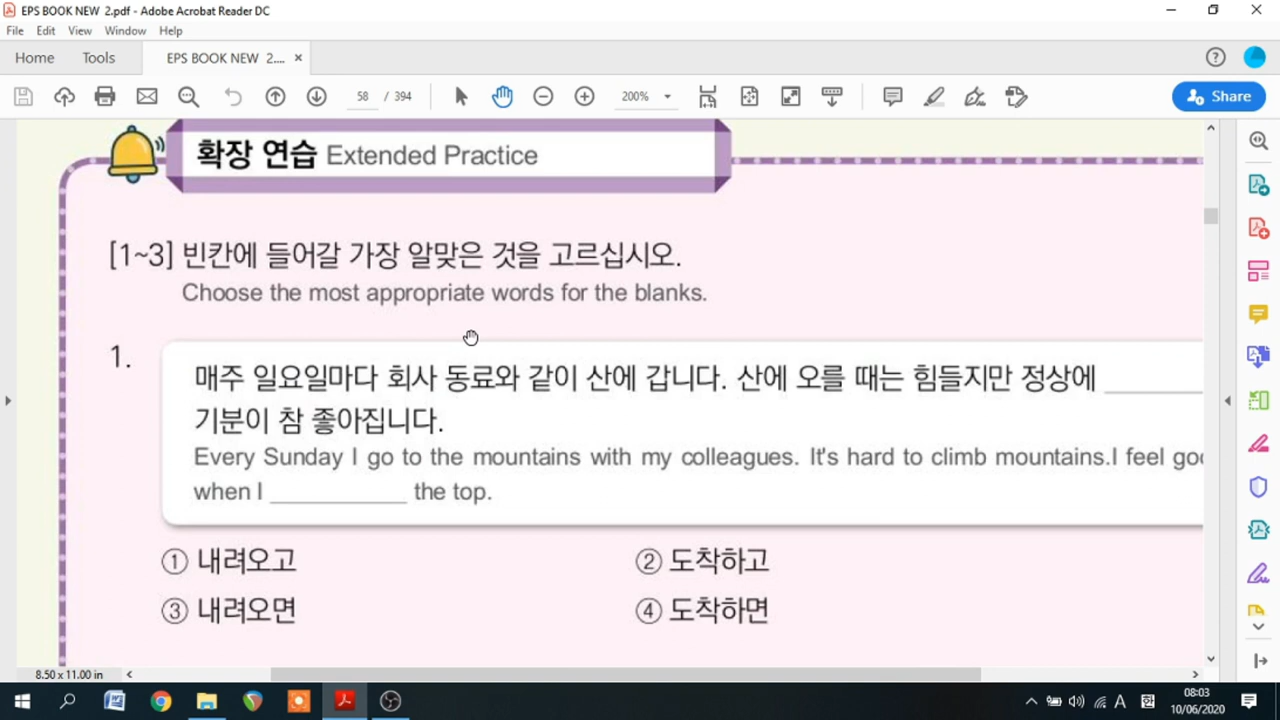 EPS BOOK NEW 2.pdf - Adobe Acrobat Reader DC
File Edit View Window Help
Home Tools EPS BOOK NEW 2.... ×
58 / 394 200% Share
확장 연습 Extended Practice
[1~3] 빈칸에 들어갈 가장 알맞은 것을 고르십시오.
Choose the most appropriate words for the blanks.
1.
매주 일요일마다 회사 동료와 같이 산에 갑니다. 산에 오를 때는 힘들지만 정상에 ________
기분이 참 좋아집니다.
Every Sunday I go to the mountains with my colleagues. It's hard to climb mountains.I feel goo
when I ___________ the top.
① 내려오고 ② 도착하고
③ 내려오면 ④ 도착하면
8.50 x 11.00 in
A 한 08:03
10/06/2020